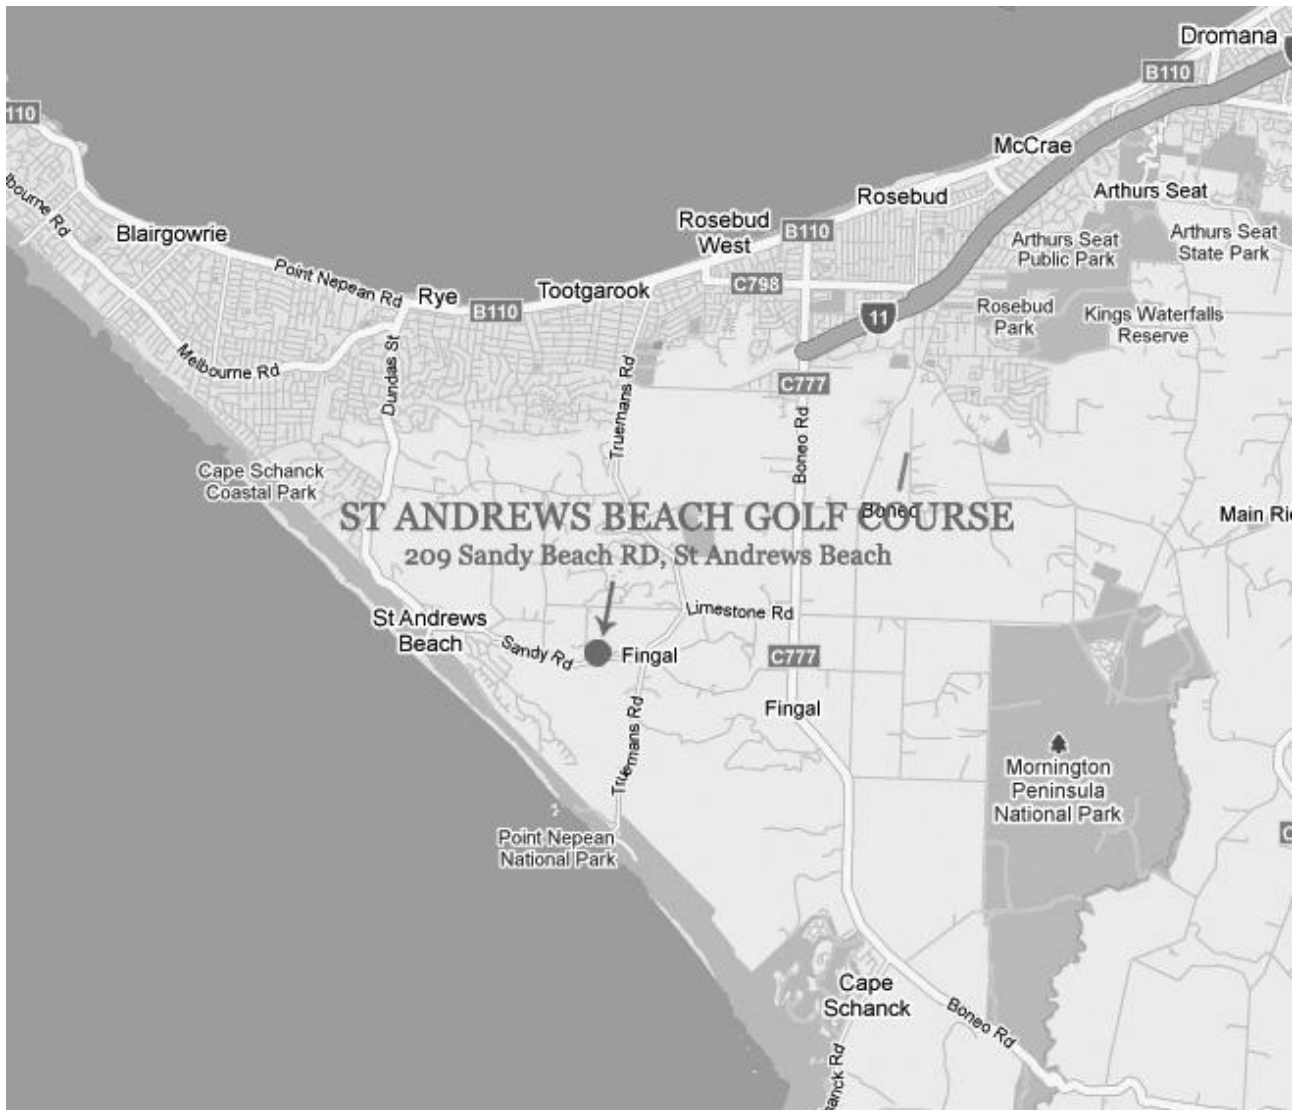 Dromana
B110
110
McCrae
Arthurs Seat
Rosebud
lbourne Rd
Rosebud
West
B110
Blairgowrie
Arthurs Seat
Public Park
Arthurs Seat
State Park
Point Nepean Rd
Rye
B110
Tootgarook
C798
11
Rosebud
Park
Kings Waterfalls
Reserve
Melbourne Rd
Dundas St
Truemans Rd
C777
Boneo Rd
Cape Schanck
Coastal Park
Boneo
Main Ri
ST ANDREWS BEACH GOLF COURSE
209 Sandy Beach RD, St Andrews Beach
St Andrews
Beach
Limestone Rd
Sandy Rd
Fingal
C777
Fingal
Truemans Rd
Mornington
Peninsula
National Park
Point Nepean
National Park
C
Cape
Schanck
Boneo Rd
anck Rd